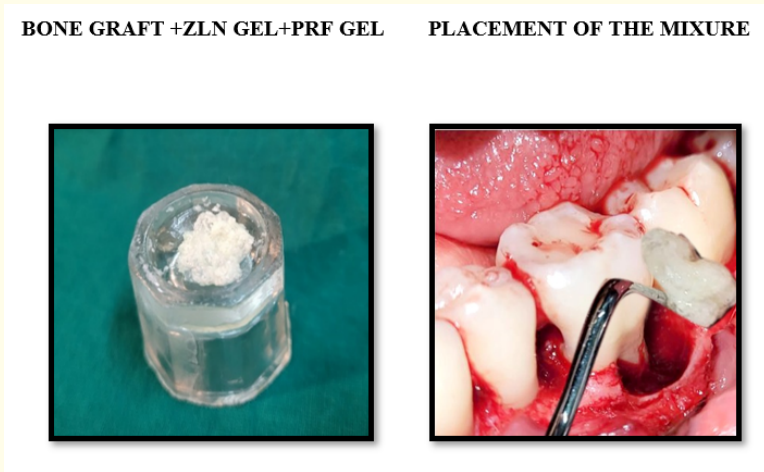 BONE GRAFT +ZLN GEL+PRF GEL
PLACEMENT OF THE MIXURE